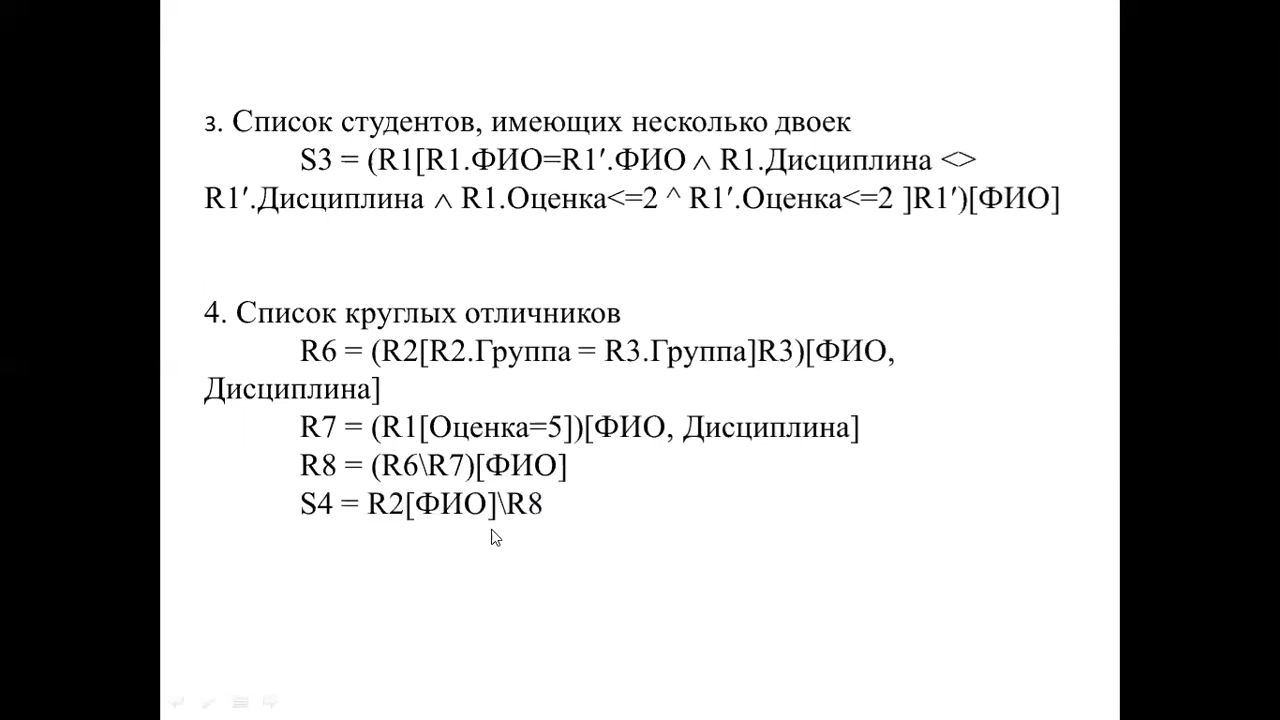 3. Список студентов, имеющих несколько двоек
S3 = (R1[R1.ФИО=R1′.ФИО ∧ R1.Дисциплина <>
R1′.Дисциплина ∧ R1.Оценка<=2 ^ R1′.Оценка<=2 ]R1′)[ФИО]
4. Список круглых отличников
R6 = (R2[R2.Группа = R3.Группа]R3)[ФИО,
Дисциплина]
R7 = (R1[Оценка=5])[ФИО, Дисциплина]
R8 = (R6\R7)[ФИО]
S4 = R2[ФИО]\R8